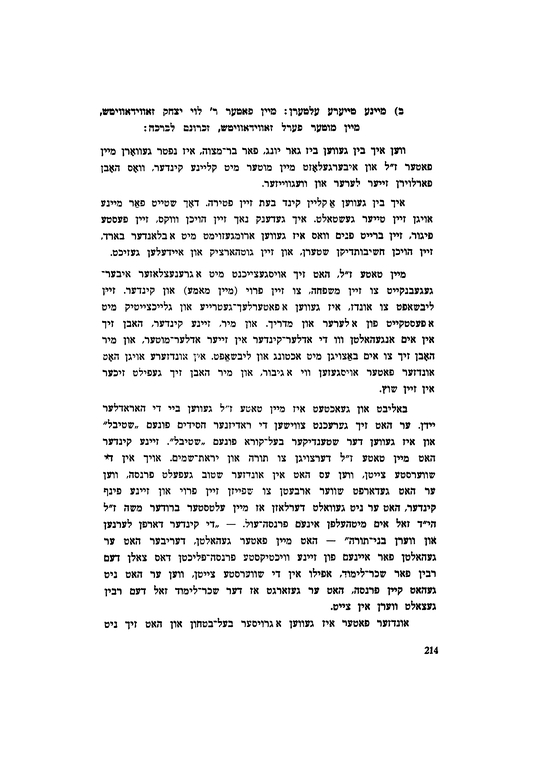 ב) מיינע טייערע עלטערן: מיין פאטער ר' לוי יצחק זאווידאוויטש,
מיין מוטער פערל זאווידאוויטש, זכרונם לברכה:
ווען איך בין געווען ביז גאר יונג, פאר בר־מצוה, איז נפטר געווארן מיין
פאטער ז"ל און איבערגעלאזט מיין מוטער מיט קליינע קינדער, וואס האבן
פארלוירן זייער לערער און וועגווייזער.
איך בין געווען א קליין קינד בעת זיין פטירה. דאך שטייט פאר מיינע
אויגן זיין טייער געשטאלט. איך געדענק נאך זיין הויכן וווקס, זיין פעסטע
פיגור, זיין ברייט פנים וואס איז געווען ארומגעזוימט מיט א בלאנדער בארד,
זיין הויכן חשיבותדיקן שטערן, און זיין גוטהארציק און איידעלען געזיכט.
מיין טאטע ז"ל, האט זיך אויסגעצייכנט מיט א גרענעצלאזער איבער־
געגעבנקייט צו זיין משפחה, צו זיין פרוי (מיין מאמע) און קינדער. זיין
ליבשאפט צו אונדז, איז געווען א פאטערלעך־געטרייע און גלייכצייטיק מיט
א פעסטקייט פון א לערער און מדריך. און מיר, זיינע קינדער, האבן זיך
אין אים אנגעהאלטן ווי די אדלער־קינדער אין זייער אדלער־מוטער, און מיר
האבן זיך צו אים באצויגן מיט אכטונג און ליבשאפט. אין אונדזערע אויגן האט
אונדזער פאטער אויסגעזען ווי א גיבור, און מיר האבן זיך געפילט זיכער
אין זיין שוץ.
באליבט און געאכטעט איז מיין טאטע ז"ל געווען ביי די האראדלער
יידן. ער האט זיך גערעכנט צווישען די ראדזינער חסידים פונעם „שטיבל"
און איז געווען דער שטענדיקער בעל־קורא פונעם „שטיבל". זיינע קינדער
האט מיין טאטע ז"ל דערצויגן צו תורה און יראת־שמים. אויך אין די
שווערסטע צייטן, ווען עס האט אין אונדזער שטוב געפעלט פרנסה, ווען
ער האט געדארפט שווער ארבעטן צו שפייזן זיין פרוי און זיינע פינף
קינדער, האט ער ניט געוואלט דערלאזן אז מיין עלטסטער ברודער משה ז"ל
הי"ד זאל אים מיטהעלפן אינעם פרנסה־עול. — „די קינדער דארפן לערנען
און ווערן בני־תורה" — האט מיין פאטער געהאלטן, דעריבער האט ער
געהאלטן פאר איינעם פון זיינע וויכטיקסטע פרנסה־פליכטן דאס צאלן דעם
רבין פאר שכר־לימוד, אפילו אין די שווערסטע צייטן, ווען ער האט ניט
געהאט קיין פרנסה, האט ער געזארגט אז דער שכר־לימוד זאל דעם רבין
געצאלט ווערן אין צייט.
אונדזער פאטער איז געווען א גרויסער בעל־בטחון און האט זיך ניט
214